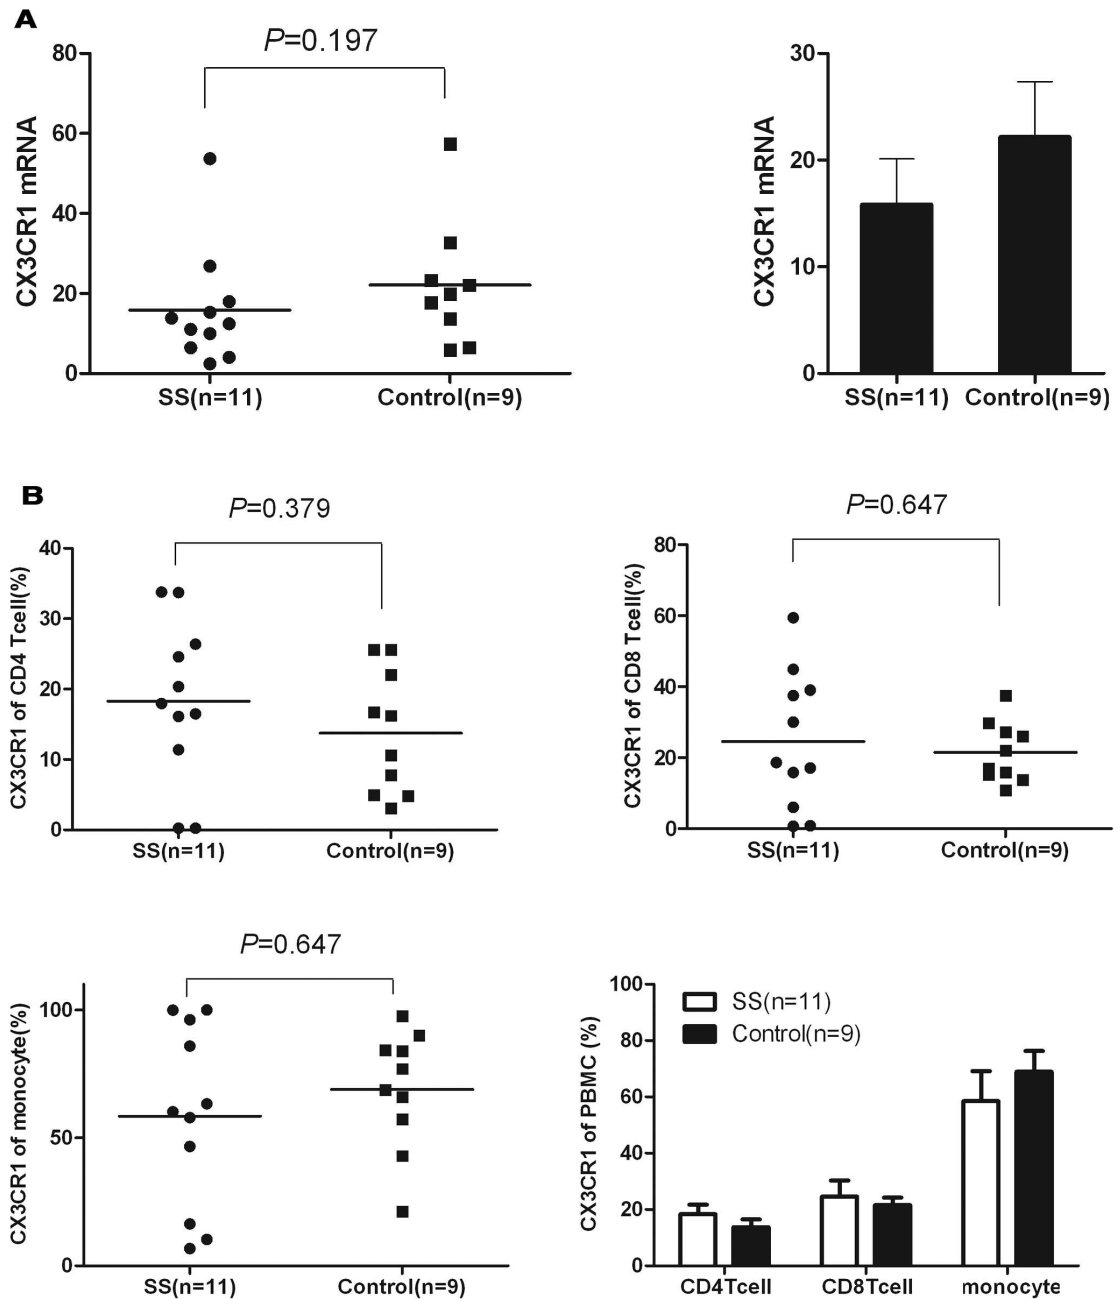 A
P=0.197
CX3CR1 mRNA
80
60
40
20
0
SS(n=11)
Control(n=9)
CX3CR1 mRNA
30
20
10
0
SS(n=11)
Control(n=9)
B
P=0.379
CX3CR1 of CD4 Tcell(%)
40
30
20
10
0
SS(n=11)
Control(n=9)
P=0.647
CX3CR1 of CD8 Tcell(%)
80
60
40
20
0
SS(n=11)
Control(n=9)
P=0.647
CX3CR1 of monocyte(%)
100
50
0
SS(n=11)
Control(n=9)
CX3CR1 of PBMC (%)
100
80
60
40
20
0
SS(n=11)
Control(n=9)
CD4Tcell
CD8Tcell
monocyte